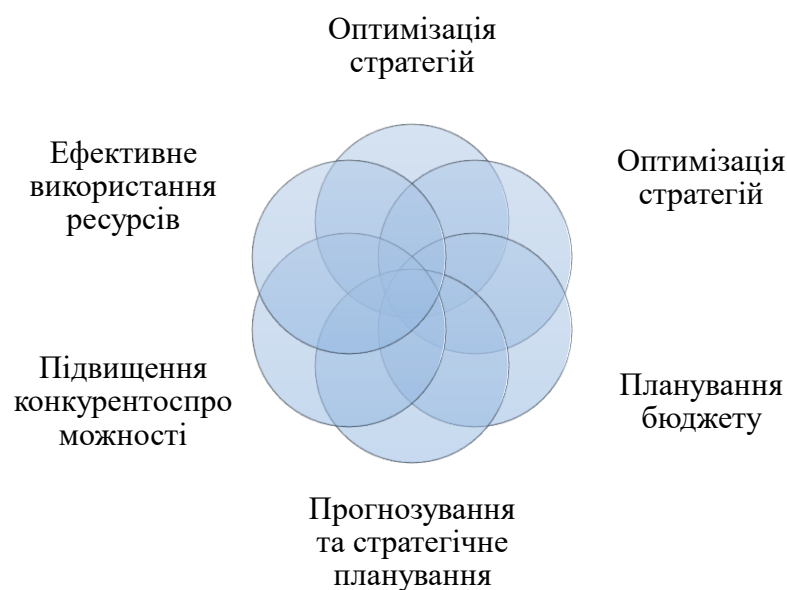 Оптимізація
стратегій
Оптимізація
стратегій
Планування
бюджету
Прогнозування
та стратегічне
планування
Підвищення
конкурентоспро
можності
Ефективне
використання
ресурсів